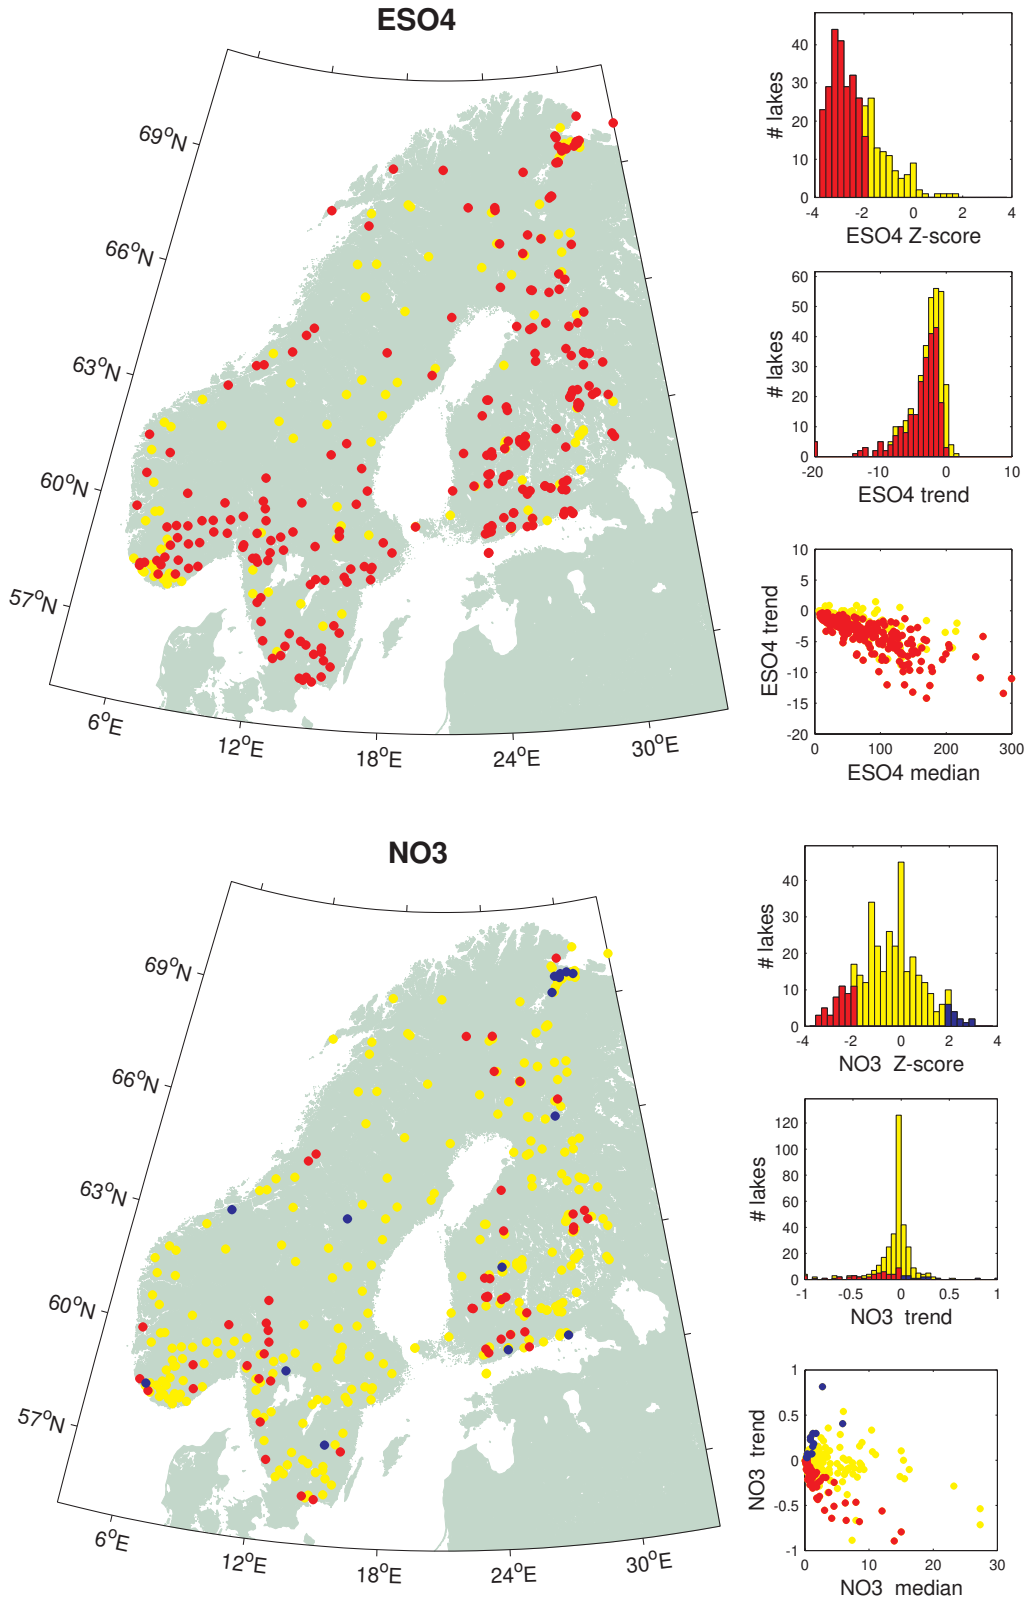 ESO4
69°N
66°N
63°N
60°N
57°N
6°E
12°E
18°E
24°E
30°E
# lakes
40
30
20
10
0
-4
-2
0
2
4
ESO4 Z-score
# lakes
60
50
40
30
20
10
0
-20
-10
0
10
ESO4 trend
ESO4 trend
10
5
0
-5
-10
-15
-20
0
100
200
300
ESO4 median
NO3
69°N
66°N
63°N
60°N
57°N
6°E
12°E
18°E
24°E
30°E
# lakes
40
30
20
10
0
-4
-2
0
2
4
NO3 Z-score
# lakes
120
100
80
60
40
20
0
-1
-0.5
0
0.5
1
NO3 trend
NO3 trend
1
0.5
0
-0.5
-1
0
10
20
30
NO3 median